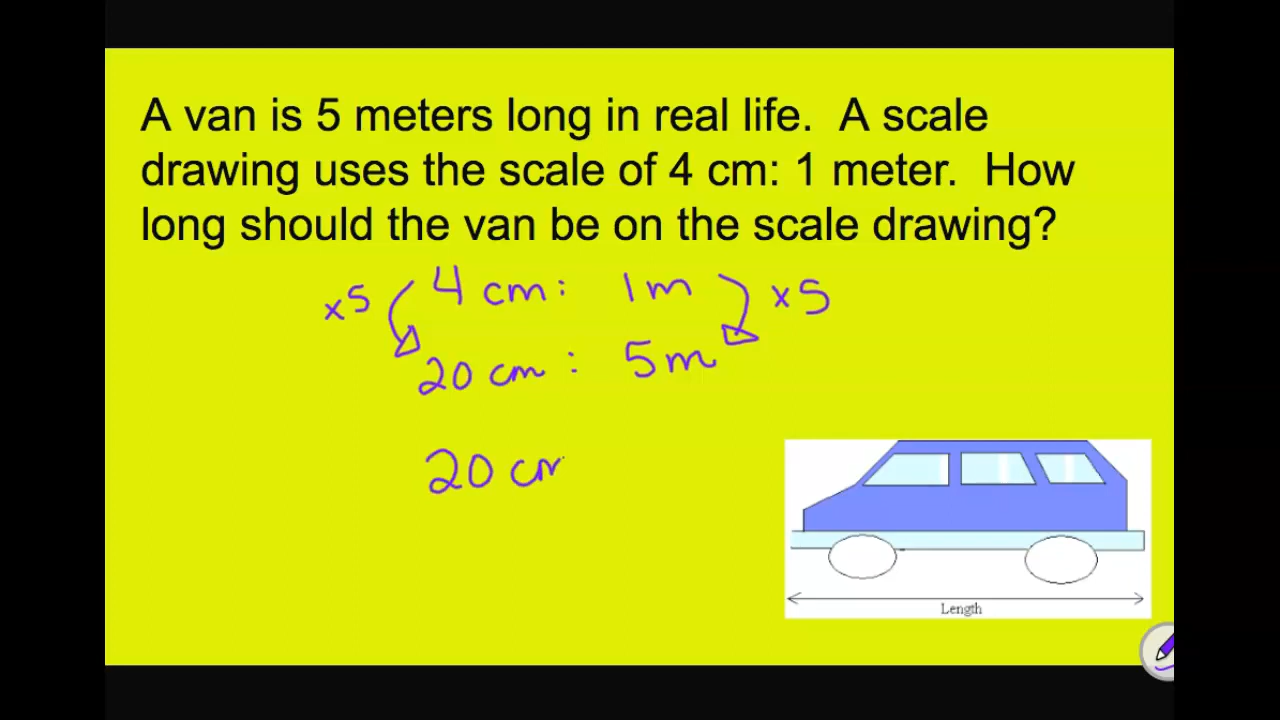 A van is 5 meters long in real life. A scale
drawing uses the scale of 4 cm: 1 meter. How
long should the van be on the scale drawing?
x5 4 cm : 1m x5
20 cm : 5m
20 cm
Length